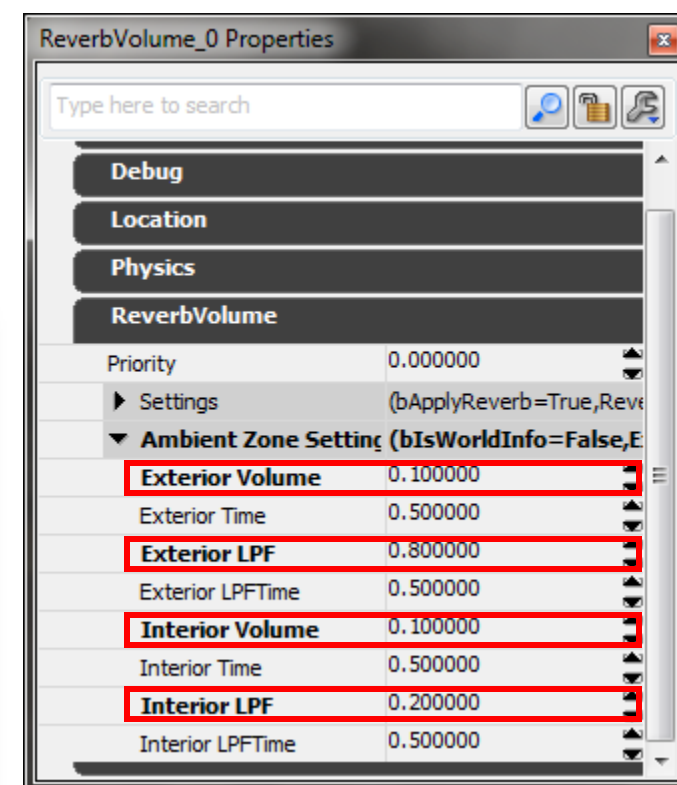 ReverbVolume_0 Properties
Type here to search
Debug
Location
Physics
ReverbVolume
Priority 0.000000
Settings (bApplyReverb=True,Reve
Ambient Zone Setting (bIsWorldInfo=False,E
Exterior Volume 0.100000
Exterior Time 0.500000
Exterior LPF 0.800000
Exterior LPFTime 0.500000
Interior Volume 0.100000
Interior Time 0.500000
Interior LPF 0.200000
Interior LPFTime 0.500000